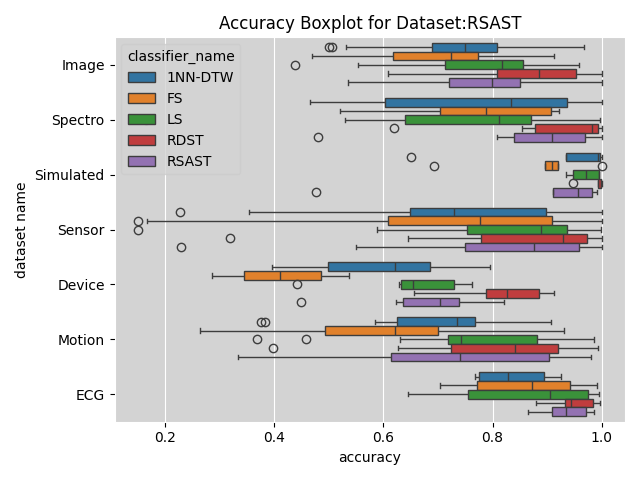 Accuracy Boxplot for Dataset:RSAST
classifier_name
1NN-DTW
FS
LS
RDST
RSAST
Image
Spectro
Simulated
Sensor
Device
Motion
ECG
dataset name
0.2 0.4 0.6 0.8 1.0
accuracy